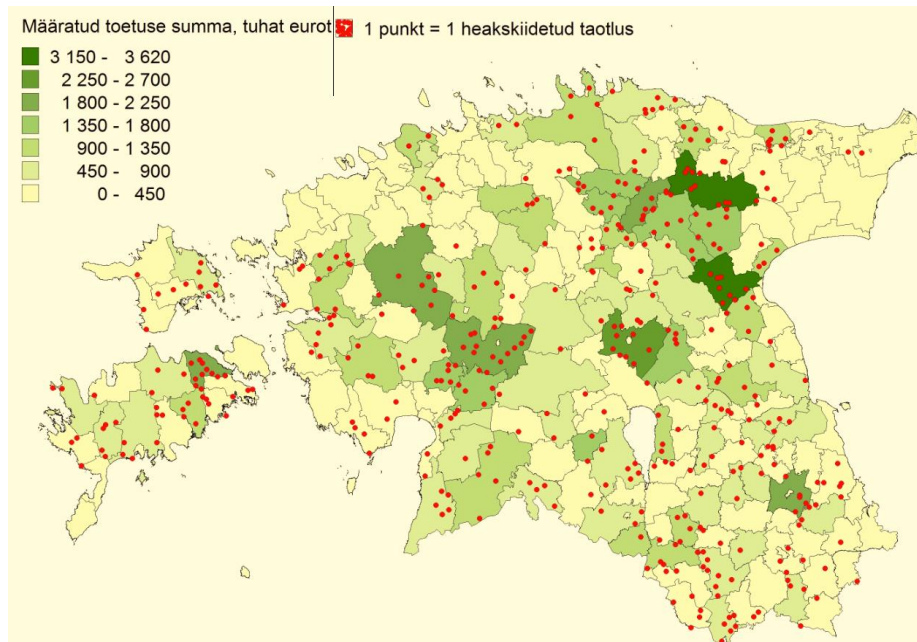 Määratud toetuse summa, tuhat eurot
1 punkt = 1 heakskiidetud taotlus
3 150 - 3 620
2 250 - 2 700
1 800 - 2 250
1 350 - 1 800
900 - 1 350
450 - 900
0 - 450